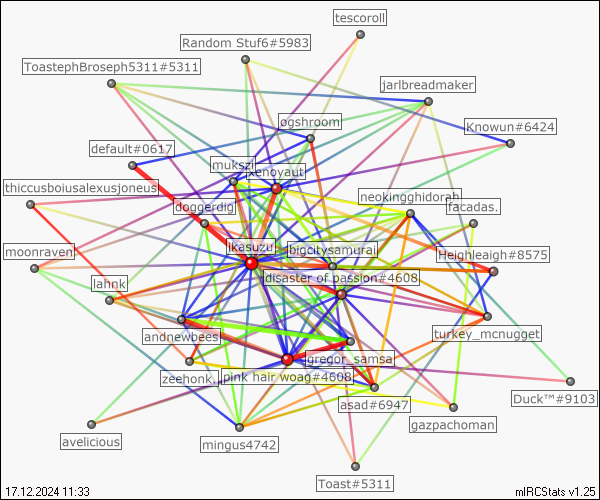 tescoroll
Random Stuf6#5983
ToastephBroseph5311#5311
jarlbreadmaker
øgshroom
Knowun#6424
default#0617
mukszi
xenoyaut
thiccusboiusalexusjoneus
neokingghidorah
doggerdig
facadas.
ikasuzu
bigcitysamurai
moonraven
Heighleaigh#8575
disaster of passion#4608
lahnk
andnewbees
turkey_mcnugget
gregor_samsa
zeehonk.
pink hair woag#4608
Duck™#9103
asad#6947
gazpachoman
avelicious
mingus4742
Toast#5311
17.12.2024 11:33
mIRCStats v1.25